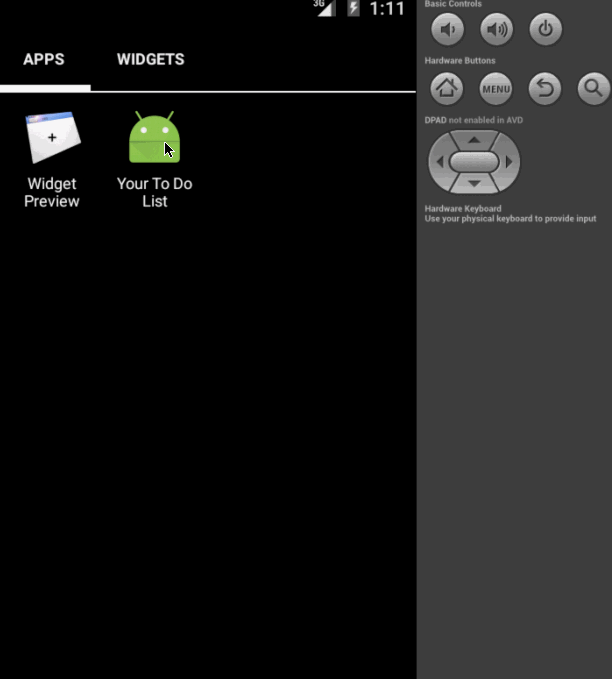 3G 1:11
APPS WIDGETS
Widget
Preview
Your To Do
List
Basic Controls
Hardware Buttons
MENU
DPAD not enabled in AVD
Hardware Keyboard
Use your physical keyboard to provide input